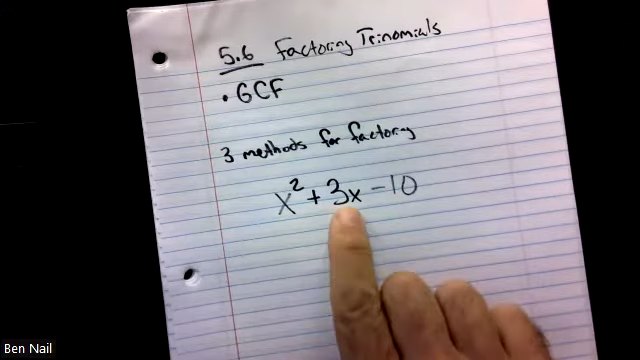 5.6 Factoring Trinomials
• GCF
3 methods for factoring
x² + 3x - 10
Ben Nail